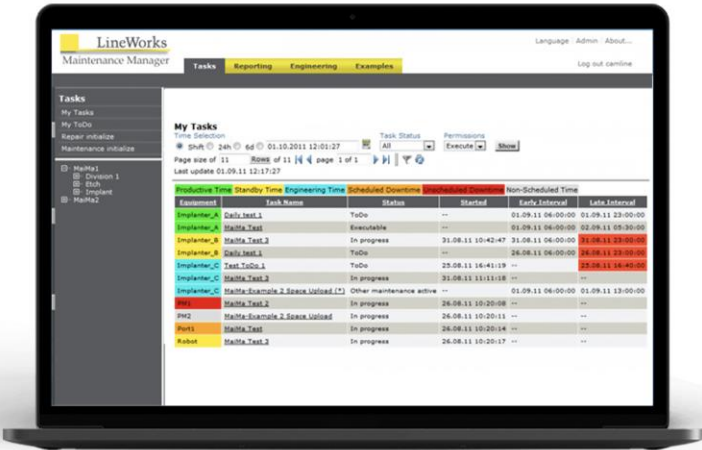 LineWorks
Maintenance Manager
Language Admin About...
Tasks Reporting Engineering Examples
Log out camline
Tasks
My Tasks
My ToDo
Repair initialize
Maintenance initialize
MaiMa1
Division 1
Etch
Implant
MaiMa2
My Tasks
Time Selection Task Status Permissions
Shift 24h 6d 01.10.2011 12:01:27 All Execute Show
Page size of 11 Rows of 11 page 1 of 1
Last update 01.09.11 12:17:27
Productive Time Standby Time Engineering Time Scheduled Downtime Unscheduled Downtime Non-Scheduled Time
Equipment Task Name Status Started Early Interval Late Interval
Implanter_A Daily test 1 ToDo -- 01.09.11 06:00:00 01.09.11 23:00:00
Implanter_A MaiMa Test Executable -- 01.09.11 06:00:00 02.09.11 05:30:00
Implanter_B MaiMa Test 3 In progress 31.08.11 10:42:47 31.08.11 06:00:00 31.08.11 23:00:00
Implanter_B Daily test 1 ToDo -- 26.08.11 06:00:00 26.08.11 23:00:00
Implanter_C Test ToDo 1 ToDo 25.08.11 16:41:19 -- 25.08.11 16:40:00
Implanter_C MaiMa Test 3 In progress 31.08.11 11:11:18 --
Implanter_C MaiMa-Example 2 Space Upload (*) Other maintenance active -- 01.09.11 06:00:00 01.09.11 13:00:00
PM1 MaiMa Test 2 In progress 26.08.11 10:20:08 -- --
PM2 MaiMa-Example 2 Space Upload In progress 26.08.11 10:20:11 -- --
Port1 MaiMa Test In progress 26.08.11 10:20:14 -- --
Robot MaiMa Test 3 In progress 26.08.11 10:20:17 -- --